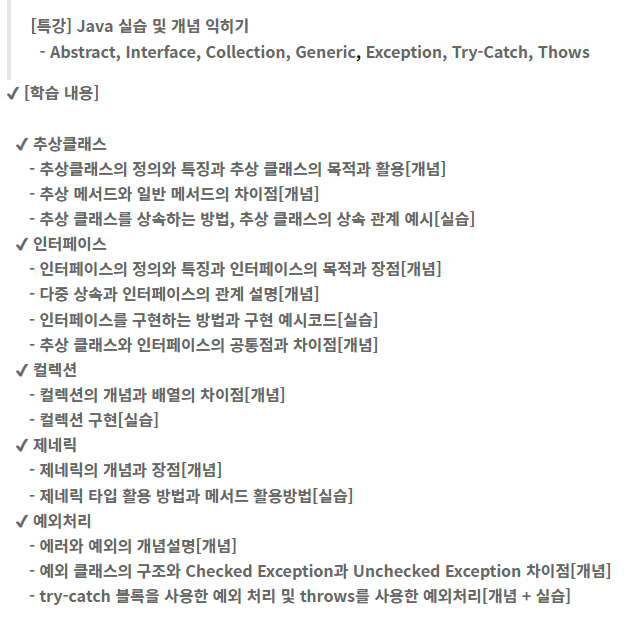 [특강] Java 실습 및 개념 익히기
- Abstract, Interface, Collection, Generic, Exception, Try-Catch, Thows
✓ [학습 내용]
✓ 추상클래스
- 추상클래스의 정의와 특징과 추상 클래스의 목적과 활용[개념]
- 추상 메서드와 일반 메서드의 차이점[개념]
- 추상 클래스를 상속하는 방법, 추상 클래스의 상속 관계 예시[실습]
✓ 인터페이스
- 인터페이스의 정의와 특징과 인터페이스의 목적과 장점[개념]
- 다중 상속과 인터페이스의 관계 설명[개념]
- 인터페이스를 구현하는 방법과 구현 예시코드[실습]
- 추상 클래스와 인터페이스의 공통점과 차이점[개념]
✓ 컬렉션
- 컬렉션의 개념과 배열의 차이점[개념]
- 컬렉션 구현[실습]
✓ 제네릭
- 제네릭의 개념과 장점[개념]
- 제네릭 타입 활용 방법과 메서드 활용방법[실습]
✓ 예외처리
- 에러와 예외의 개념설명[개념]
- 예외 클래스의 구조와 Checked Exception과 Unchecked Exception 차이점[개념]
- try-catch 블록을 사용한 예외 처리 및 throws를 사용한 예외처리[개념 + 실습]